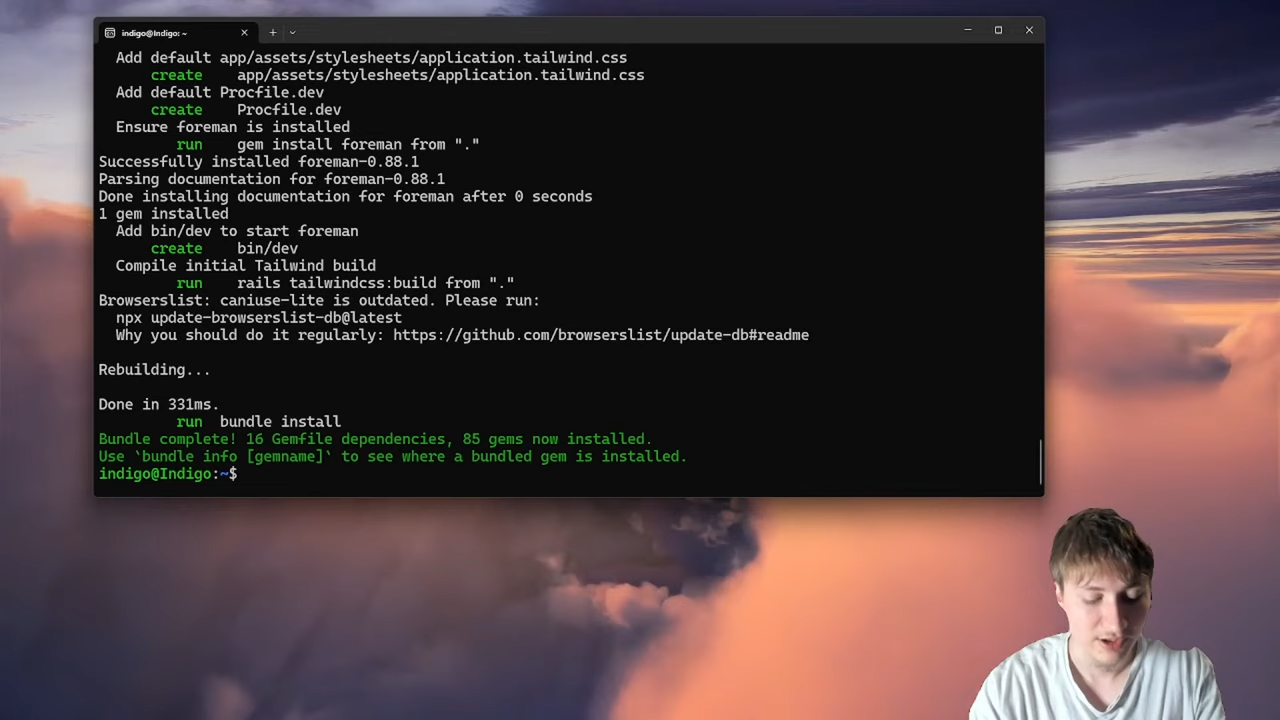 indigo@Indigo: ~
Add default app/assets/stylesheets/application.tailwind.css
create app/assets/stylesheets/application.tailwind.css
Add default Procfile.dev
create Procfile.dev
Ensure foreman is installed
run gem install foreman from "."
Successfully installed foreman-0.88.1
Parsing documentation for foreman-0.88.1
Done installing documentation for foreman after 0 seconds
1 gem installed
Add bin/dev to start foreman
create bin/dev
Compile initial Tailwind build
run rails tailwindcss:build from "."
Browserslist: caniuse-lite is outdated. Please run:
npx update-browserslist-db@latest
Why you should do it regularly: https://github.com/browserslist/update-db#readme
Rebuilding...
Done in 331ms.
run bundle install
Bundle complete! 16 Gemfile dependencies, 85 gems now installed.
Use `bundle info [gemname]` to see where a bundled gem is installed.
indigo@Indigo:~$